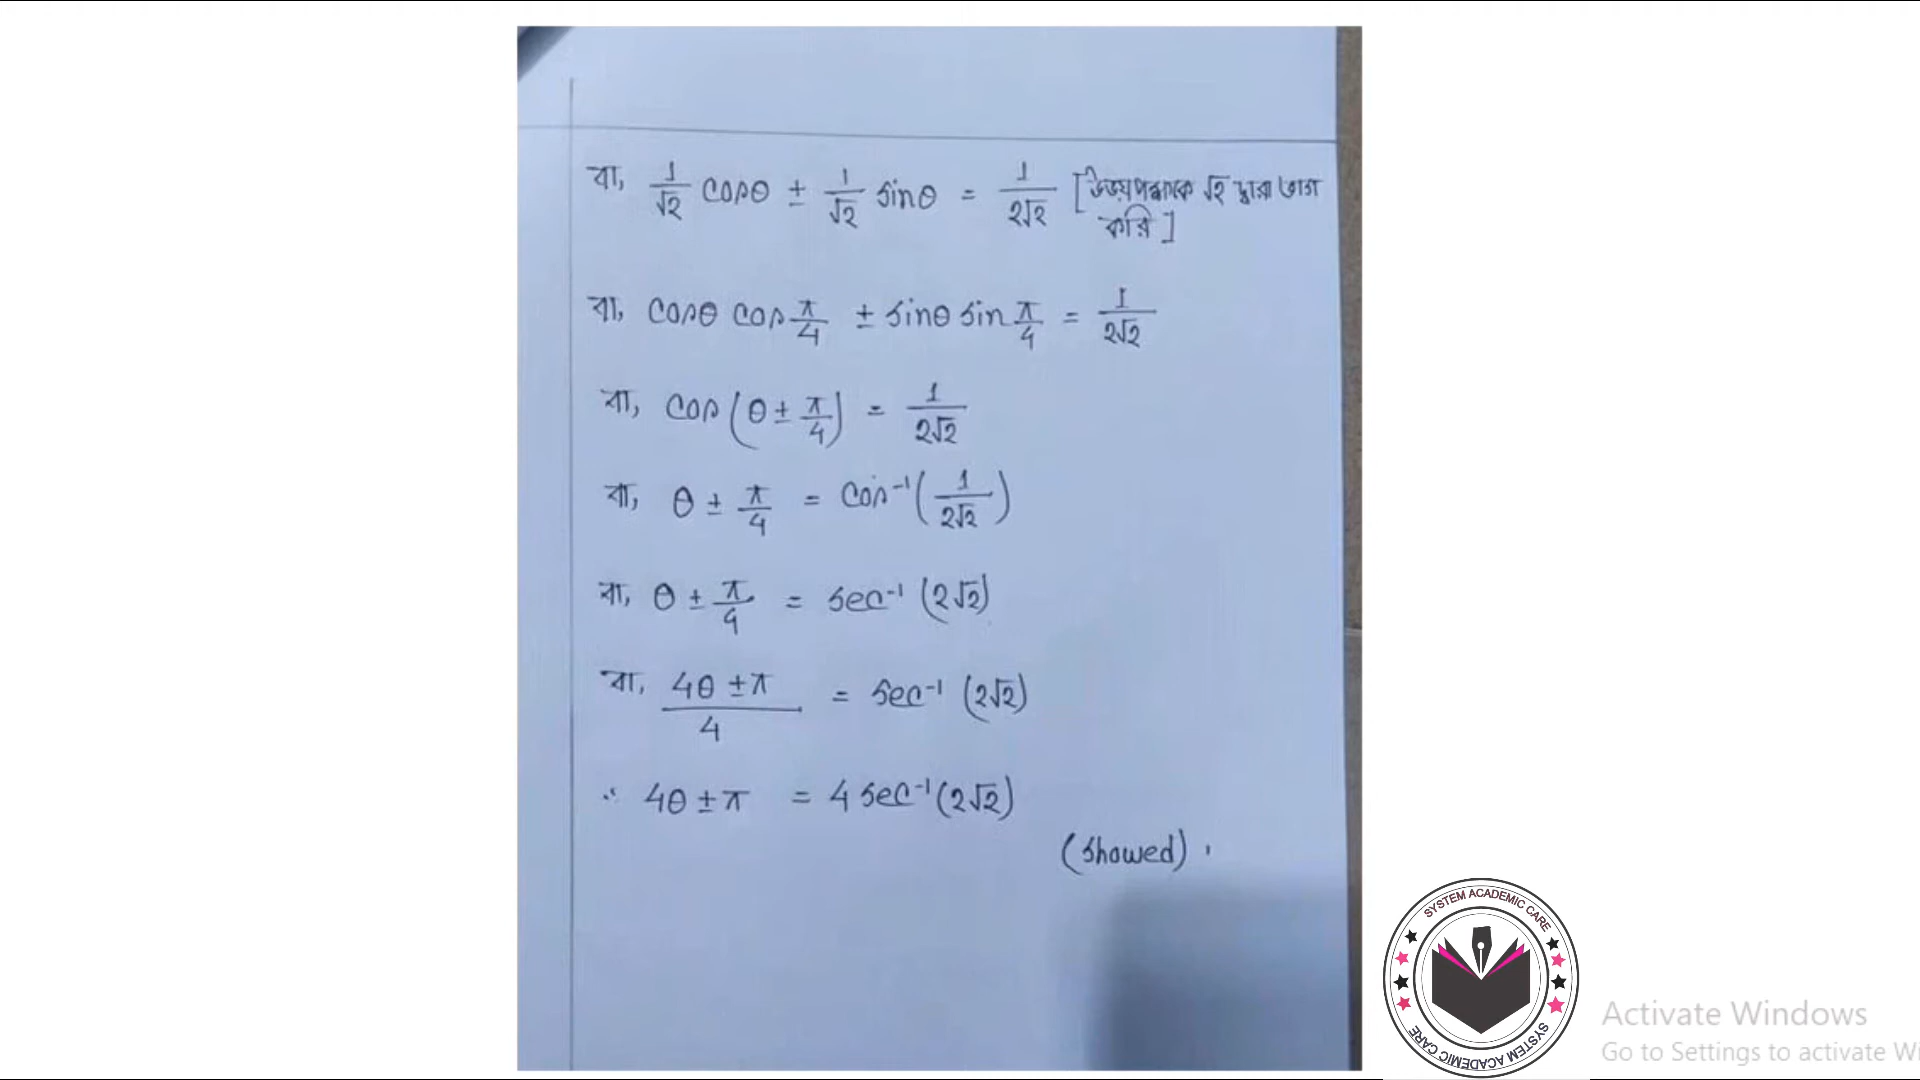 বা, 1/√2 cosθ ± 1/√2 sinθ = 1/2√2 [উভয়পক্ষকে √2 দ্বারা ভাগ
করি]
বা, cosθ cos π/4 ± sinθ sin π/4 = 1/2√2
বা, cos(θ ± π/4) = 1/2√2
বা, θ ± π/4 = cos⁻¹(1/2√2)
বা, θ ± π/4 = sec⁻¹(2√2)
বা, 4θ ± π/4 = sec⁻¹(2√2)
∴ 4θ ± π = 4 sec⁻¹(2√2)
(showed).
SYSTEM ACADEMIC CARE
SYSTEM ACADEMIC CARE
Activate Windows
Go to Settings to activate Wi